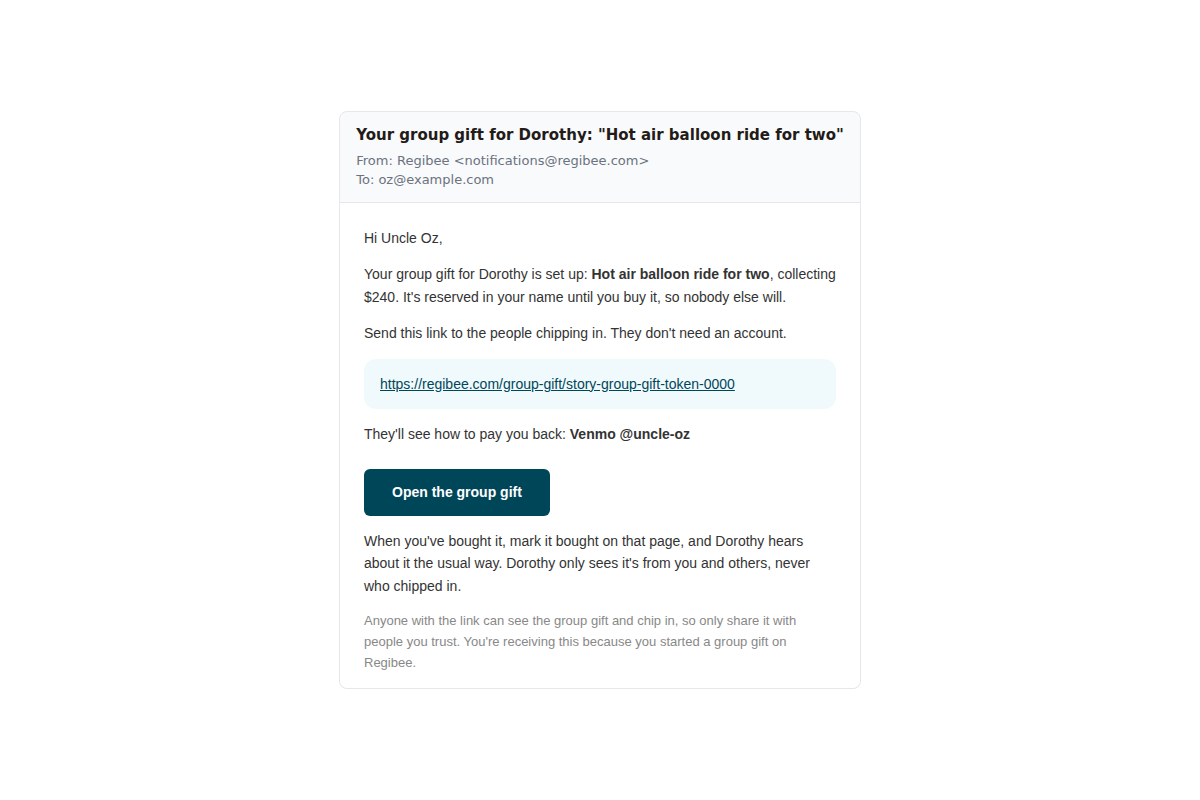 Your group gift for Dorothy: "Hot air balloon ride for two"
From: Regibee <notifications@regibee.com>
To: oz@example.com
Hi Uncle Oz,
Your group gift for Dorothy is set up: Hot air balloon ride for two, collecting
$240. It's reserved in your name until you buy it, so nobody else will.
Send this link to the people chipping in. They don't need an account.
https://regibee.com/group-gift/story-group-gift-token-0000
They'll see how to pay you back: Venmo @uncle-oz
Open the group gift
When you've bought it, mark it bought on that page, and Dorothy hears
about it the usual way. Dorothy only sees it's from you and others, never
who chipped in.
Anyone with the link can see the group gift and chip in, so only share it with
people you trust. You're receiving this because you started a group gift on
Regibee.